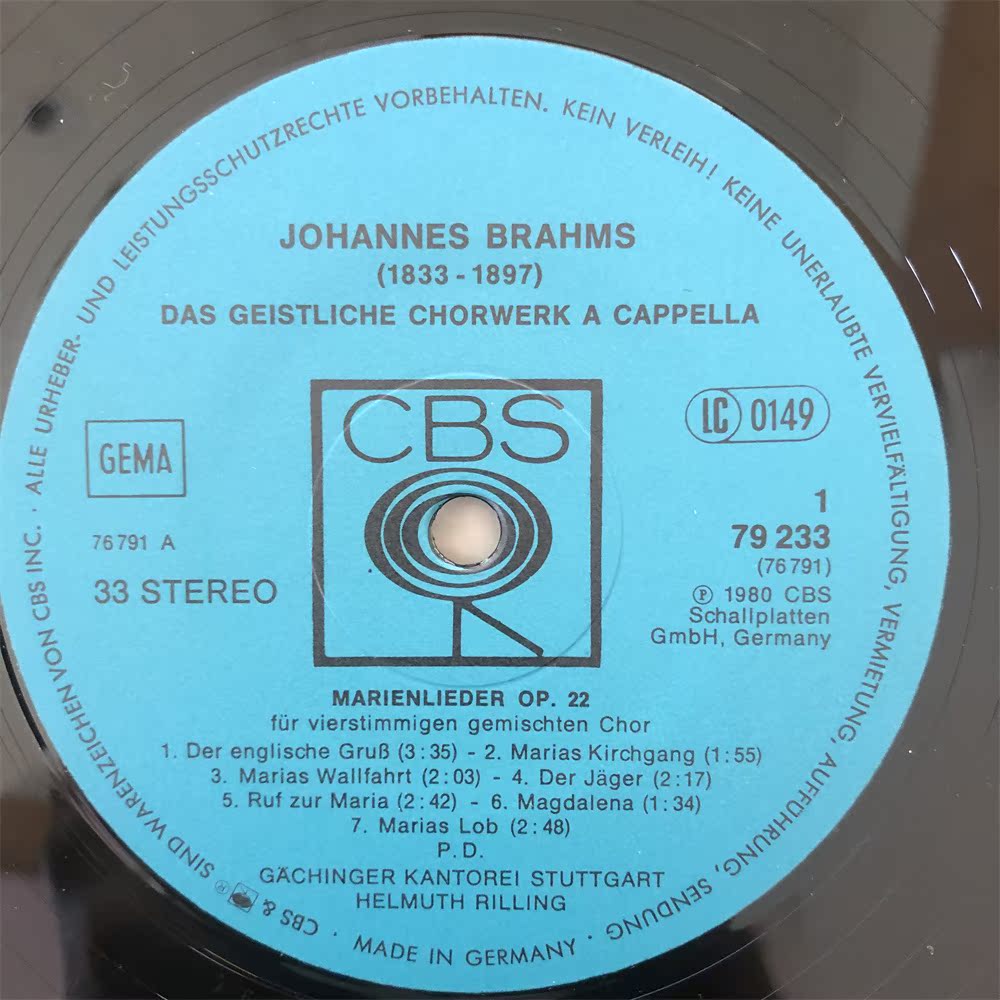 · ALLE URHEBER- UND LEISTUNGSSCHUTZRECHTE VORBEHALTEN. KEIN VERLEIH! KEINE UNERLAUBTE VERVIELFÄLTIGUNG, VERMIETUNG, AUFFÜHRUNG, SENDUNG ·
JOHANNES BRAHMS
(1833 - 1897)
DAS GEISTLICHE CHORWERK A CAPPELLA
CBS
GEMA
LC 0149
76 791 A
33 STEREO
1
79 233
(76 791)
℗ 1980 CBS
Schallplatten
GmbH, Germany
MARIENLIEDER OP. 22
für vierstimmigen gemischten Chor
1. Der englische Gruß (3:35) - 2. Marias Kirchgang (1:55)
3. Marias Wallfahrt (2:03) - 4. Der Jäger (2:17)
5. Ruf zur Maria (2:42) - 6. Magdalena (1:34)
7. Marias Lob (2:48)
P.D.
GÄCHINGER KANTOREI STUTTGART
HELMUTH RILLING
CBS & ® SIND WARENZEICHEN VON CBS INC.
MADE IN GERMANY